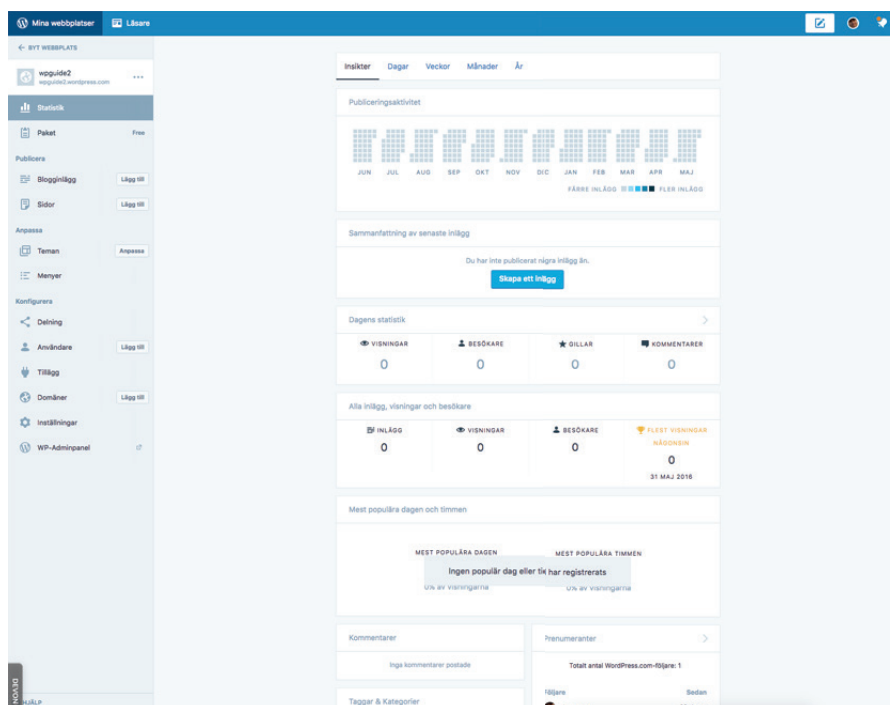 Mina webbplatser Läsare
BYT WEBBPLATS
wpguide2
wpguide2.wordpress.com
Statistik
Paket Free
Publicera
Blogginlägg Lägg till
Sidor Lägg till
Anpassa
Teman Anpassa
Menyer
Konfigurera
Delning
Användare Lägg till
Tillägg
Domäner Lägg till
Inställningar
WP-Adminpanel
DEVON
HJÄLP
Insikter Dagar Veckor Månader År
Publiceringsaktivitet
JUN JUL AUG SEP OKT NOV DIC JAN FEB MAR APR MAJ
FÄRRE INLÄGG FLER INLÄGG
Sammanfattning av senaste inlägg
Du har inte publicerat några inlägg än.
Skapa ett inlägg
Dagens statistik
VISNINGAR BESÖKARE GILLAR KOMMENTARER
0 0 0 0
Alla inlägg, visningar och besökare
INLÄGG VISNINGAR BESÖKARE FLEST VISNINGAR
NÅGONSIN
0 0 0 0
31 MAJ 2016
Mest populära dagen och timmen
MEST POPULÄRA DAGEN MEST POPULÄRA TIMMEN
Ingen populär dag eller har registrerats
0% av visningarna 0% av visningarna
Kommentarer
Inga kommentarer postade
Taggar & Kategorier
Prenumeranter
Totalt antal WordPress.com-följare: 1
Följare Sedan